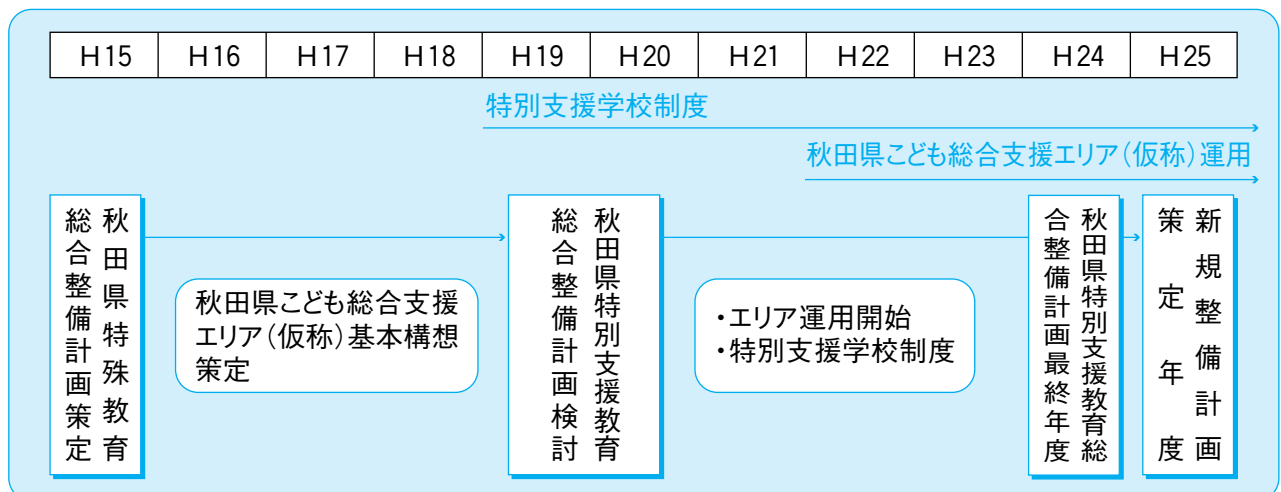 H15 H16 H17 H18 H19 H20 H21 H22 H23 H24 H25
特別支援学校制度
秋田県こども総合支援エリア（仮称）運用
秋田県特殊教育
総合整備計画策定
秋田県こども総合支援
エリア（仮称）基本構想
策定
秋田県特別支援教育
総合整備計画検討
・エリア運用開始
・特別支援学校制度
秋田県特別支援教育総
合整備計画最終年度
新規整備計画
策定年度